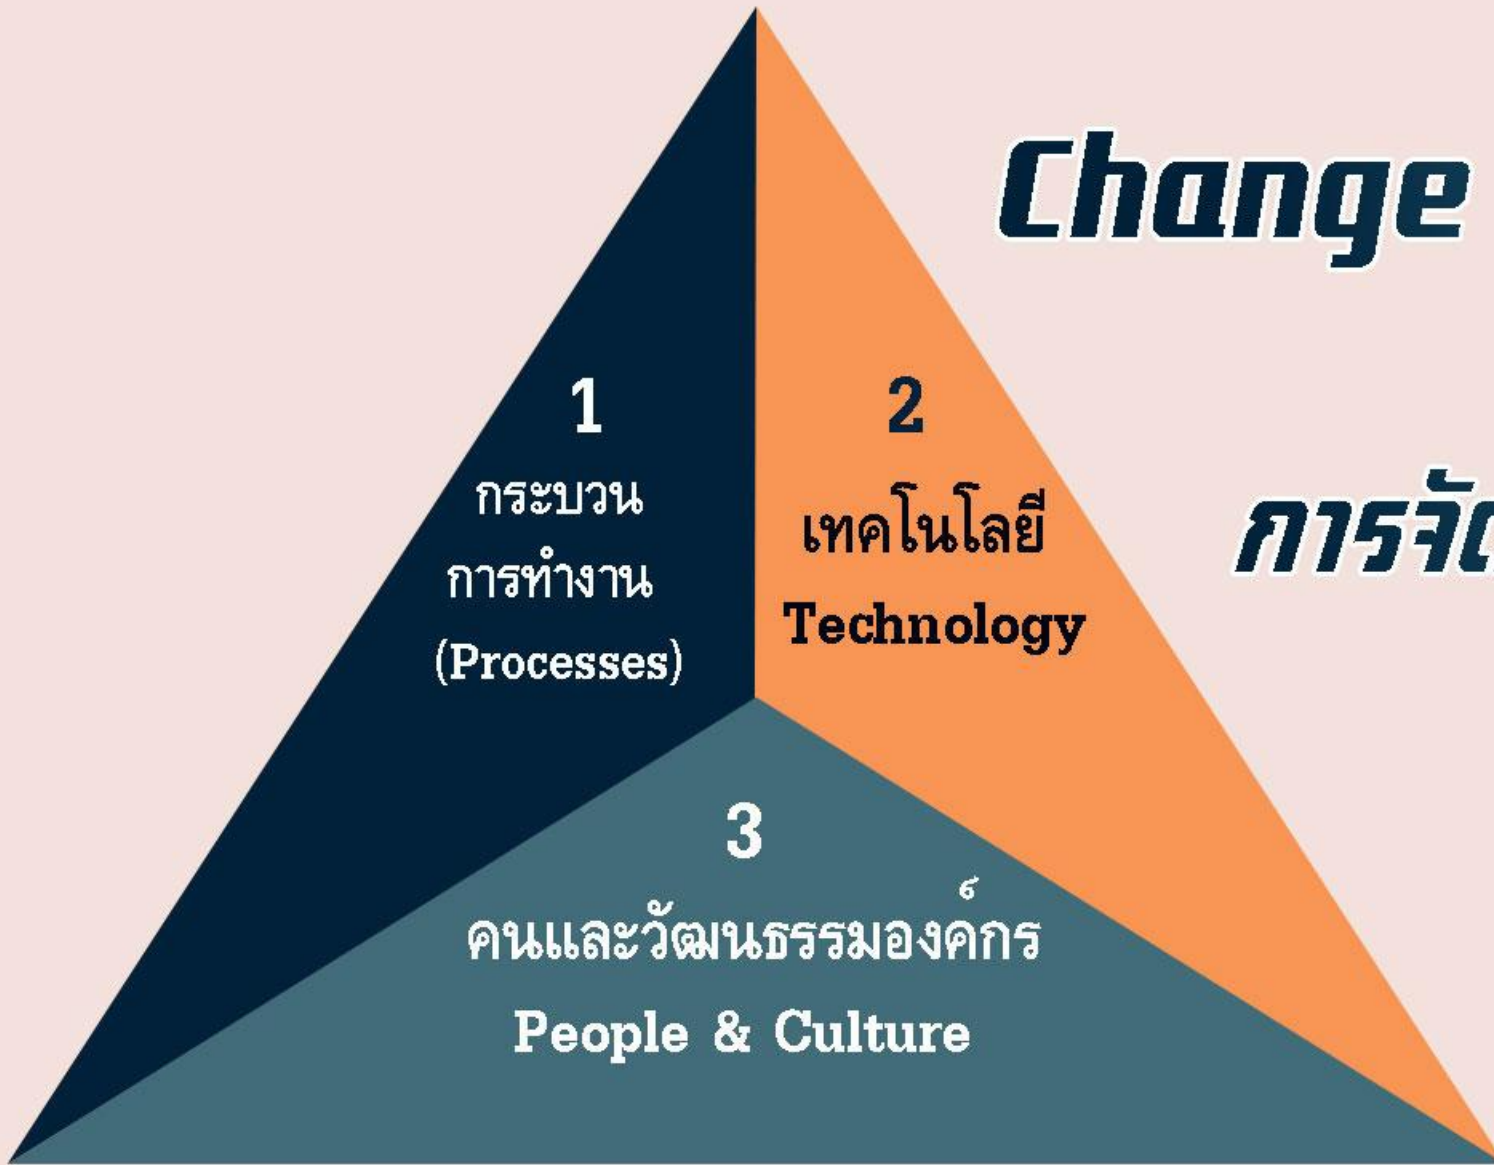 Change
1
กระบวน
การทำงาน
(Processes)
2
เทคโนโลยี
Technology
3
คนและวัฒนธรรมองค์กร
People & Culture